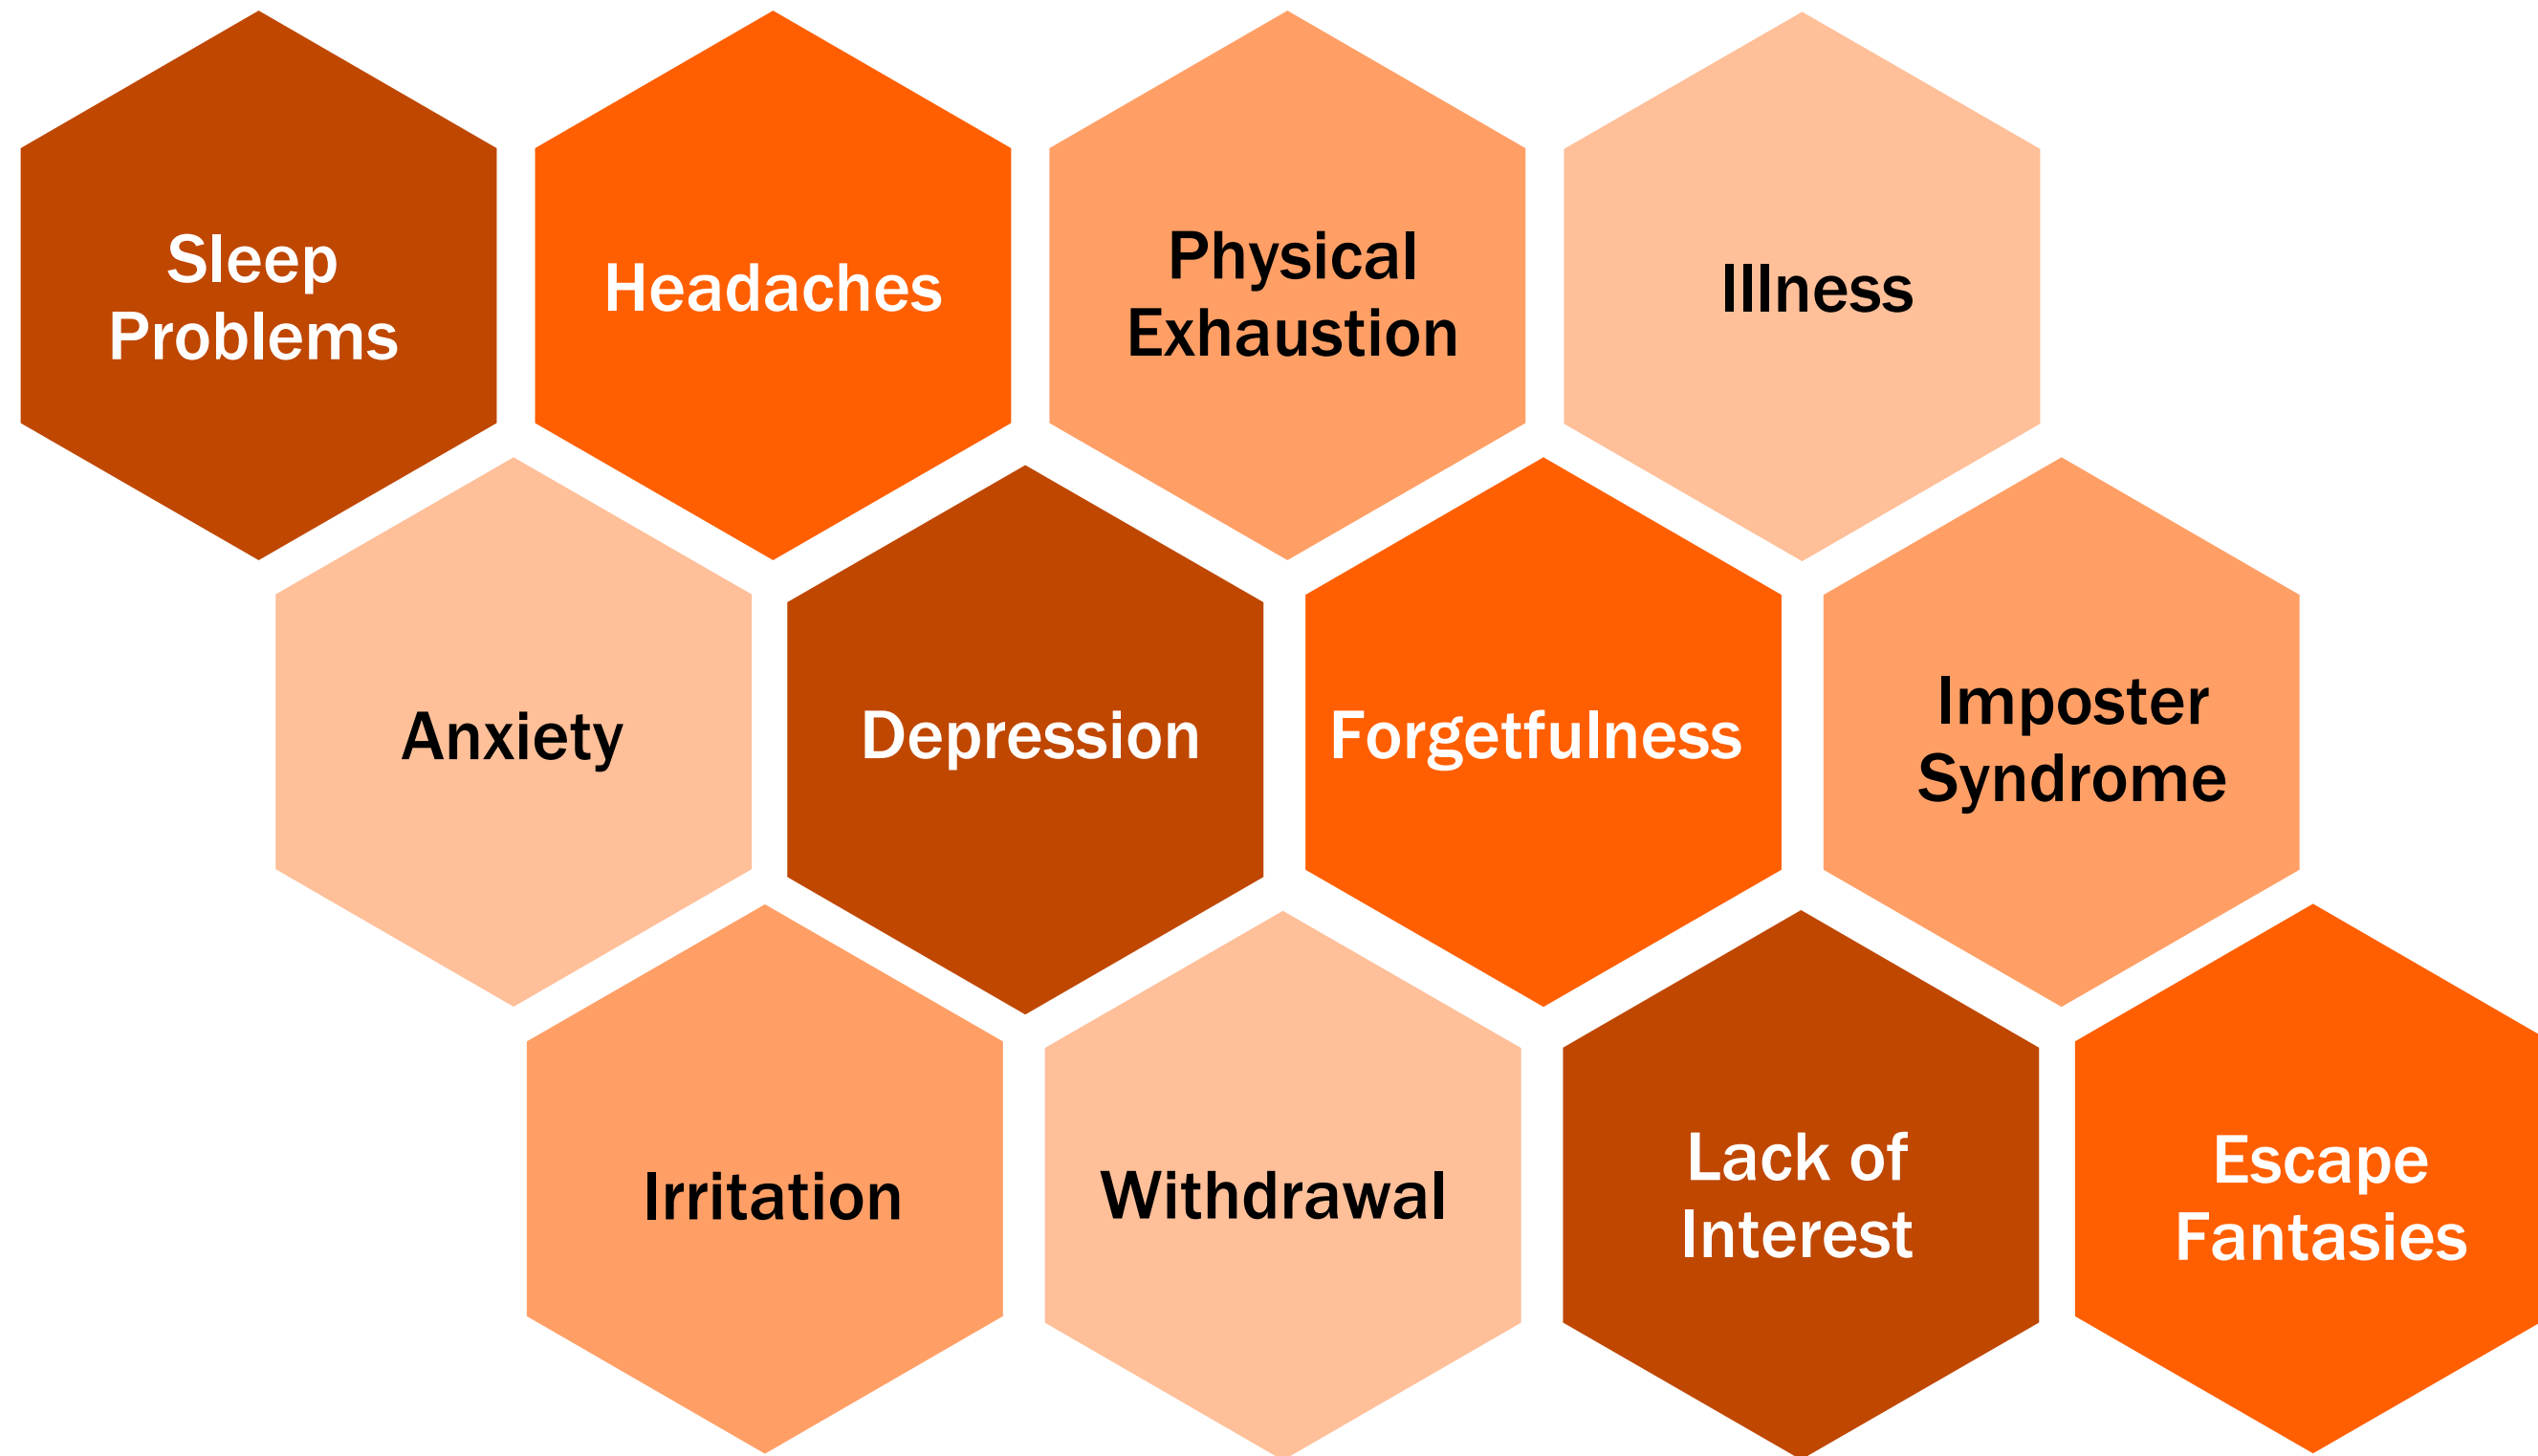 Sleep
Problems
Headaches
Physical
Exhaustion
Illness
Anxiety
Depression
Forgetfulness
Imposter
Syndrome
Irritation
Withdrawal
Lack of
Interest
Escape
Fantasies